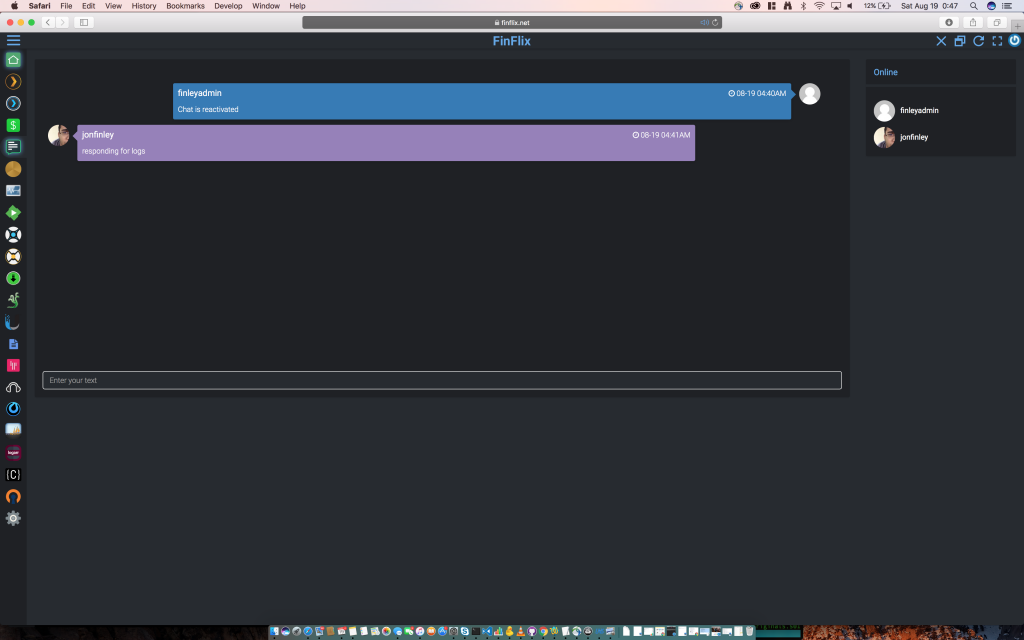 Safari File Edit View History Bookmarks Develop Window Help 12% Sat Aug 19 0:47
finflix.net
FinFlix
finleyadmin 08-19 04:40AM
Chat is reactivated
jonfinley 08-19 04:41AM
responding for logs
Enter your text
Online
finleyadmin
jonfinley